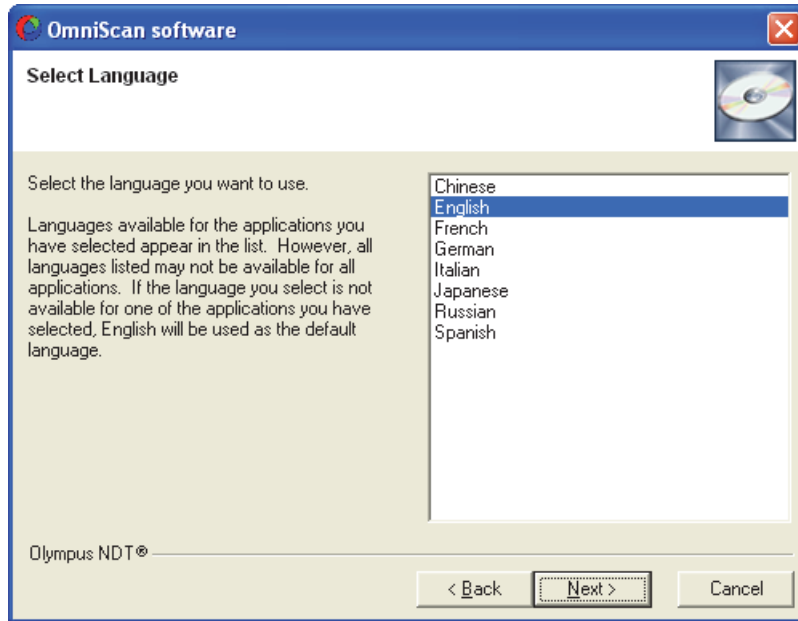 OmniScan software
Select Language
Select the language you want to use.
Languages available for the applications you
have selected appear in the list. However, all
languages listed may not be available for all
applications. If the language you select is not
available for one of the applications you have
selected, English will be used as the default
language.
Chinese
English
French
German
Italian
Japanese
Russian
Spanish
Olympus NDT®
< Back
Next >
Cancel